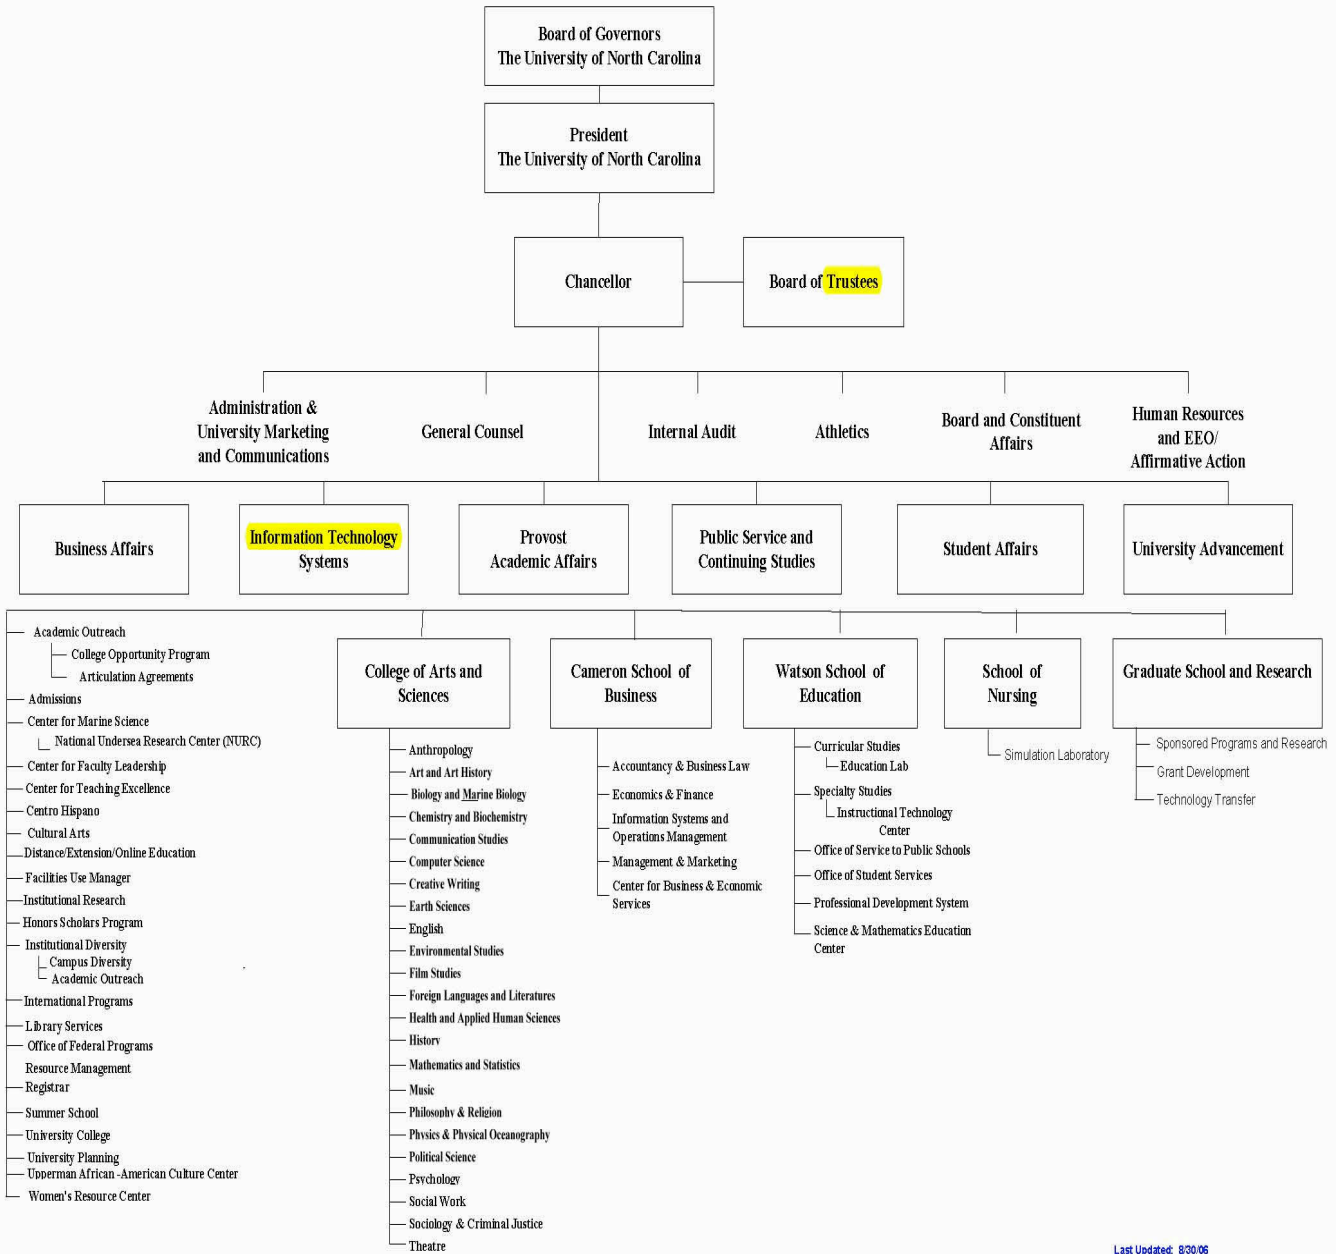 Board of Governors
The University of North Carolina
President
The University of North Carolina
Chancellor
Board of Trustees
Administration &
University Marketing
and Communications
General Counsel
Internal Audit
Athletics
Board and Constituent
Affairs
Human Resources
and EEO/
Affirmative Action
Business Affairs
Information Technology
Systems
Provost
Academic Affairs
Public Service and
Continuing Studies
Student Affairs
University Advancement
Academic Outreach
College Opportunity Program
Articulation Agreements
Admissions
Center for Marine Science
National Undersea Research Center (NURC)
Center for Faculty Leadership
Center for Teaching Excellence
Centro Hispano
Cultural Arts
Distance/Extension/Online Education
Facilities Use Manager
Institutional Research
Honors Scholars Program
Institutional Diversity
Campus Diversity
Academic Outreach
International Programs
Library Services
Office of Federal Programs
Resource Management
Registrar
Summer School
University College
University Planning
Upperman African -American Culture Center
Women's Resource Center
College of Arts and
Sciences
Anthropology
Art and Art History
Biology and Marine Biology
Chemistry and Biochemistry
Communication Studies
Computer Science
Creative Writing
Earth Sciences
English
Environmental Studies
Film Studies
Foreign Languages and Literatures
Health and Applied Human Sciences
History
Mathematics and Statistics
Music
Philosophy & Religion
Physics & Physical Oceanography
Political Science
Psychology
Social Work
Sociology & Criminal Justice
Theatre
Cameron School of
Business
Accountancy & Business Law
Economics & Finance
Information Systems and
Operations Management
Management & Marketing
Center for Business & Economic
Services
Watson School of
Education
Curricular Studies
Education Lab
Specialty Studies
Instructional Technology
Center
Office of Service to Public Schools
Office of Student Services
Professional Development System
Science & Mathematics Education
Center
School of
Nursing
Simulation Laboratory
Graduate School and Research
Sponsored Programs and Research
Grant Development
Technology Transfer
Last Updated: 8/30/06